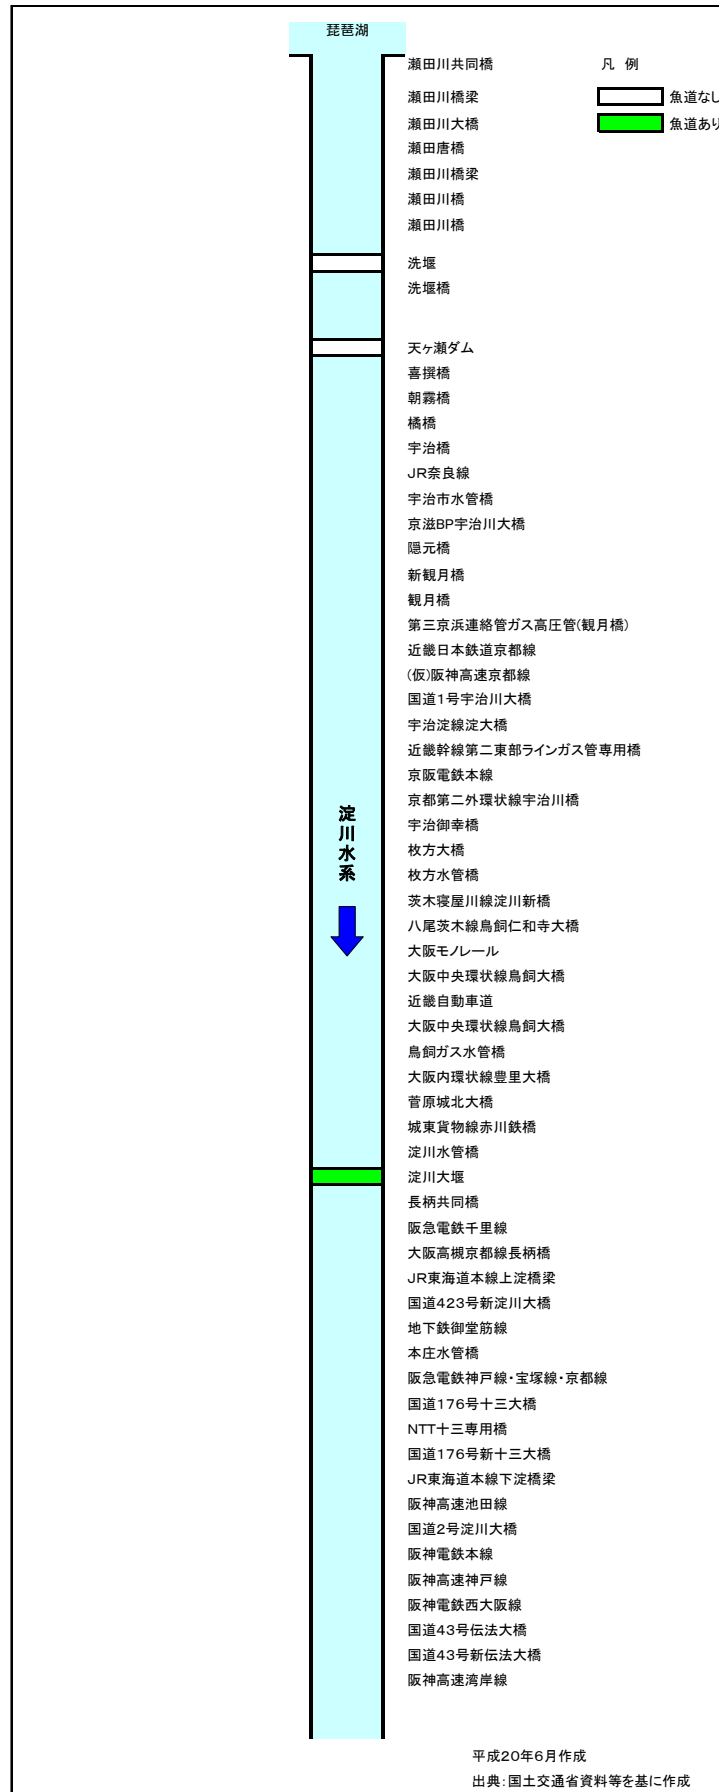 琵琶湖
瀬田川共同橋
凡 例
瀬田川橋梁
魚道なし
瀬田川大橋
魚道あり
瀬田唐橋
瀬田川橋梁
瀬田川橋
瀬田川橋
洗堰
洗堰橋
天ヶ瀬ダム
喜撰橋
朝霧橋
橘橋
宇治橋
JR奈良線
宇治市水管橋
京滋BP宇治川大橋
隠元橋
新観月橋
観月橋
第三京浜連絡管ガス高圧管(観月橋)
近畿日本鉄道京都線
(仮)阪神高速京都線
国道1号宇治川大橋
宇治淀線淀大橋
近畿幹線第二東部ラインガス管専用橋
京阪電鉄本線
京都第二外環状線宇治川橋
宇治御幸橋
淀川水系
枚方大橋
枚方水管橋
茨木寝屋川線淀川新橋
八尾茨木線鳥飼仁和寺大橋
大阪モノレール
大阪中央環状線鳥飼大橋
近畿自動車道
大阪中央環状線鳥飼大橋
鳥飼ガス水管橋
大阪内環状線豊里大橋
菅原城北大橋
城東貨物線赤川鉄橋
淀川水管橋
淀川大堰
長柄共同橋
阪急電鉄千里線
大阪高槻京都線長柄橋
JR東海道本線上淀橋梁
国道423号新淀川大橋
地下鉄御堂筋線
本庄水管橋
阪急電鉄神戸線・宝塚線・京都線
国道176号十三大橋
NTT十三専用橋
国道176号新十三大橋
JR東海道本線下淀橋梁
阪神高速池田線
国道2号淀川大橋
阪神電鉄本線
阪神高速神戸線
阪神電鉄西大阪線
国道43号伝法大橋
国道43号新伝法大橋
阪神高速湾岸線
平成20年6月作成
出典:国土交通省資料等を基に作成